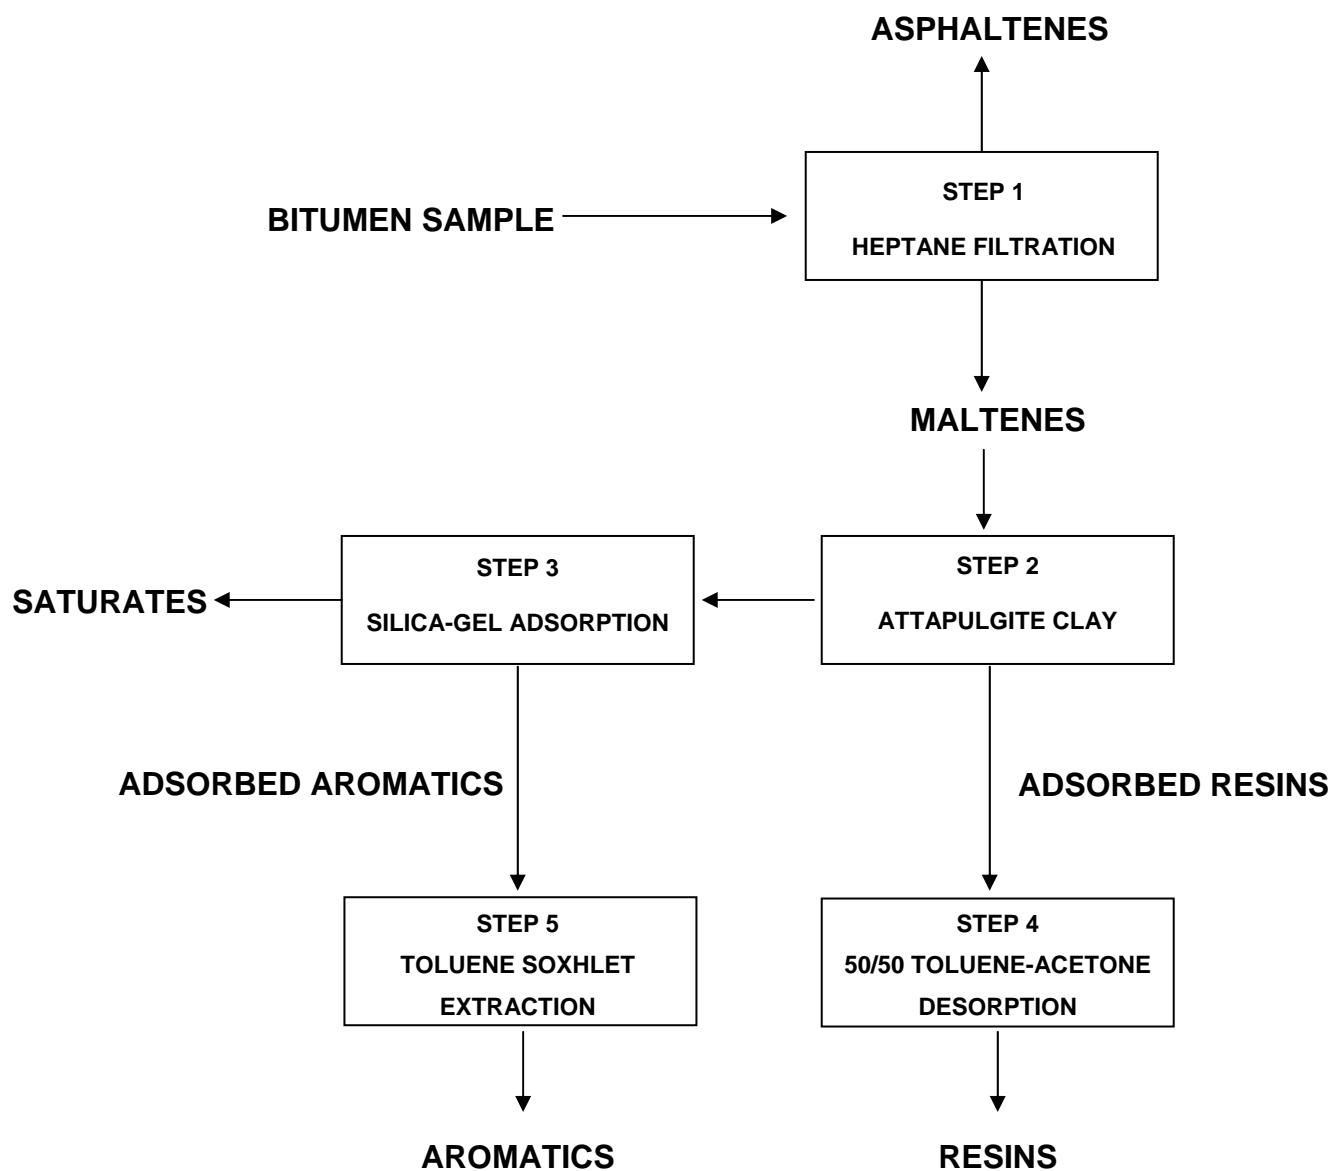 ASPHALTENES
STEP 1
HEPTANE FILTRATION
BITUMEN SAMPLE
MALTENES
STEP 3
SILICA-GEL ADSORPTION
STEP 2
ATTAPULGITE CLAY
SATURATES
ADSORBED AROMATICS
ADSORBED RESINS
STEP 5
TOLUENE SOXHLET
EXTRACTION
STEP 4
50/50 TOLUENE-ACETONE
DESORPTION
AROMATICS
RESINS